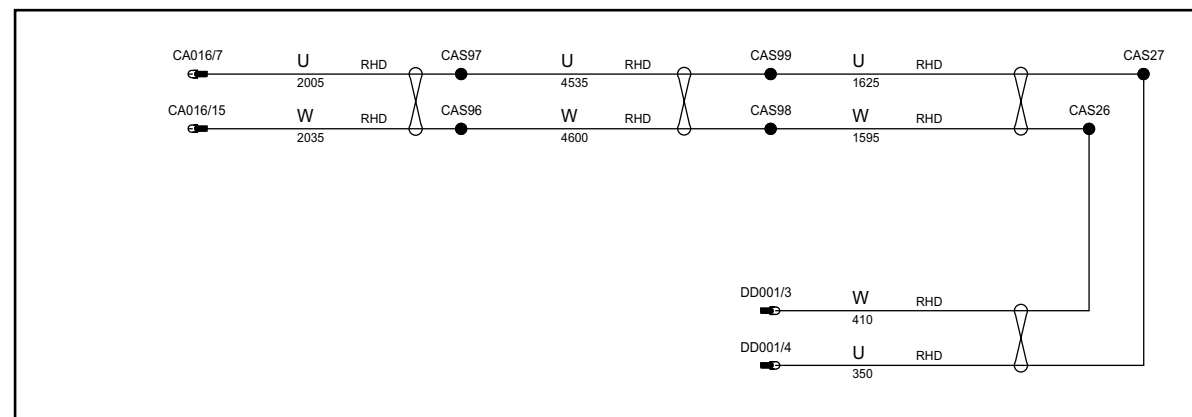 CA016/7 U RHD CAS97 U RHD CAS99 U RHD CAS27
2005 4535 1625
CA016/15 W RHD CAS96 W RHD CAS98 W RHD CAS26
2035 4600 1595
DD001/3 W RHD
410
DD001/4 U RHD
350